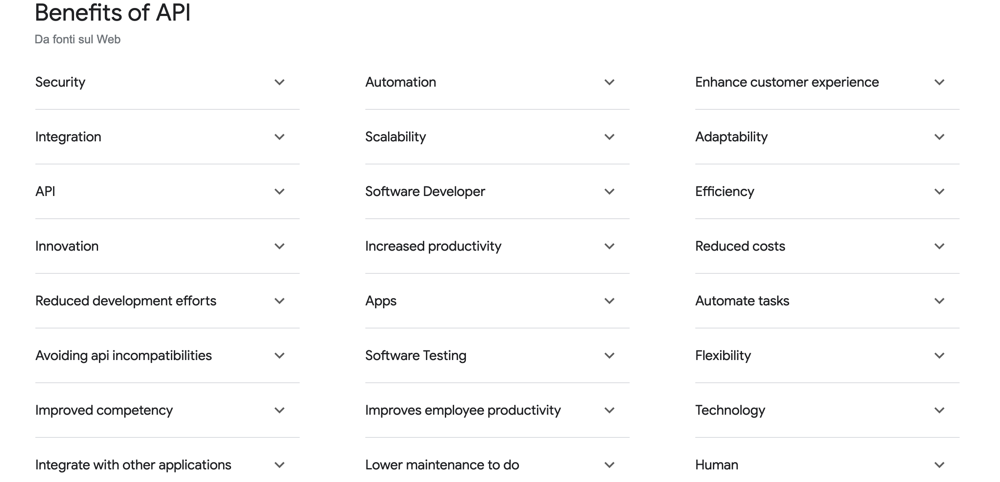 Benefits of API
Da fonti sul Web
Security
Automation
Enhance customer experience
Integration
Scalability
Adaptability
API
Software Developer
Efficiency
Innovation
Increased productivity
Reduced costs
Reduced development efforts
Apps
Automate tasks
Avoiding api incompatibilities
Software Testing
Flexibility
Improved competency
Improves employee productivity
Technology
Integrate with other applications
Lower maintenance to do
Human